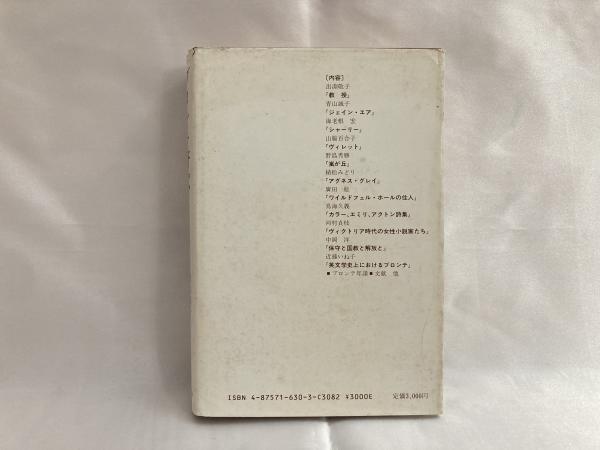 [内容]
出淵敬子
「教 授」
青山誠子
「ジェイン・エア」
海老根 宏
「シャーリー」
山脇百合子
「ヴィレット」
野島秀勝
「嵐が丘」
植松みどり
「アグネス・グレイ」
廣田 稔
「ワイルドフェル・ホールの住人」
鳥海久義
「カラー、エミリ、アクトン詩集」
河村貞枝
「ヴィクトリア時代の女性小説家たち」
中岡 洋
「保守と国教と解放と」
近藤いね子
「英文学史上におけるブロンテ」
■ブロンテ年譜■文献 他
ISBN 4-87571-630-3-C3082 ¥3000E
定価3,000円